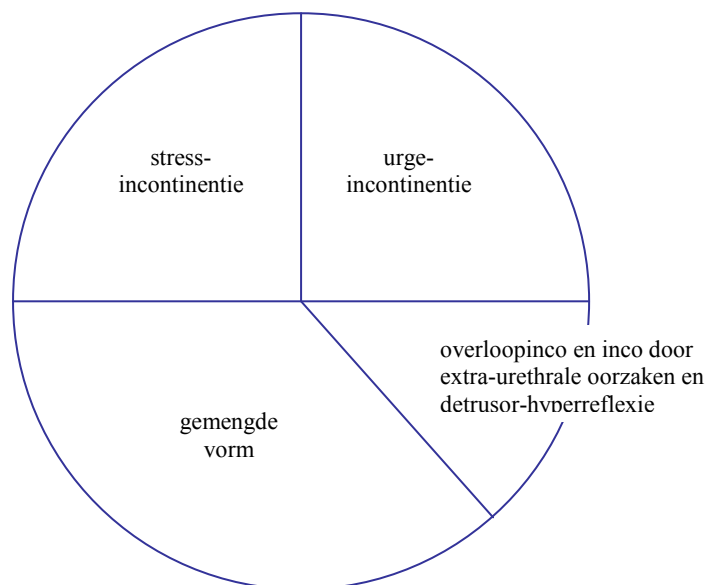 stress-
incontinentie
urge-
incontinentie
overloopinco en inco door
extra-urethrale oorzaken en
detrusor-hyperreflexie
gemengde
vorm